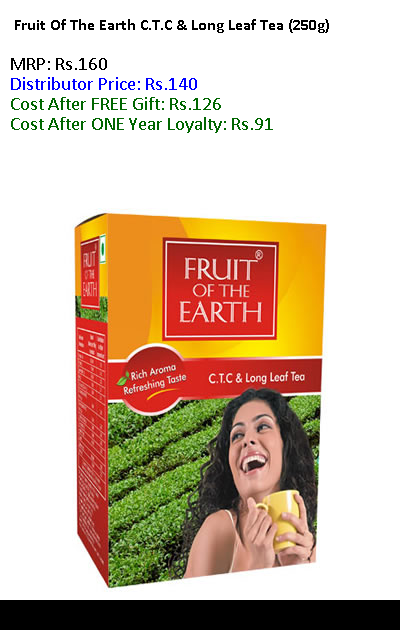 Fruit Of The Earth C.T.C & Long Leaf Tea (250g)
MRP: Rs.160
Distributor Price: Rs.140
Cost After FREE Gift: Rs.126
Cost After ONE Year Loyalty: Rs.91
FRUIT
OF THE
EARTH
®
FRUIT
OF THE
EARTH
Rich Aroma
Refreshing Taste
C.T.C & Long Leaf Tea